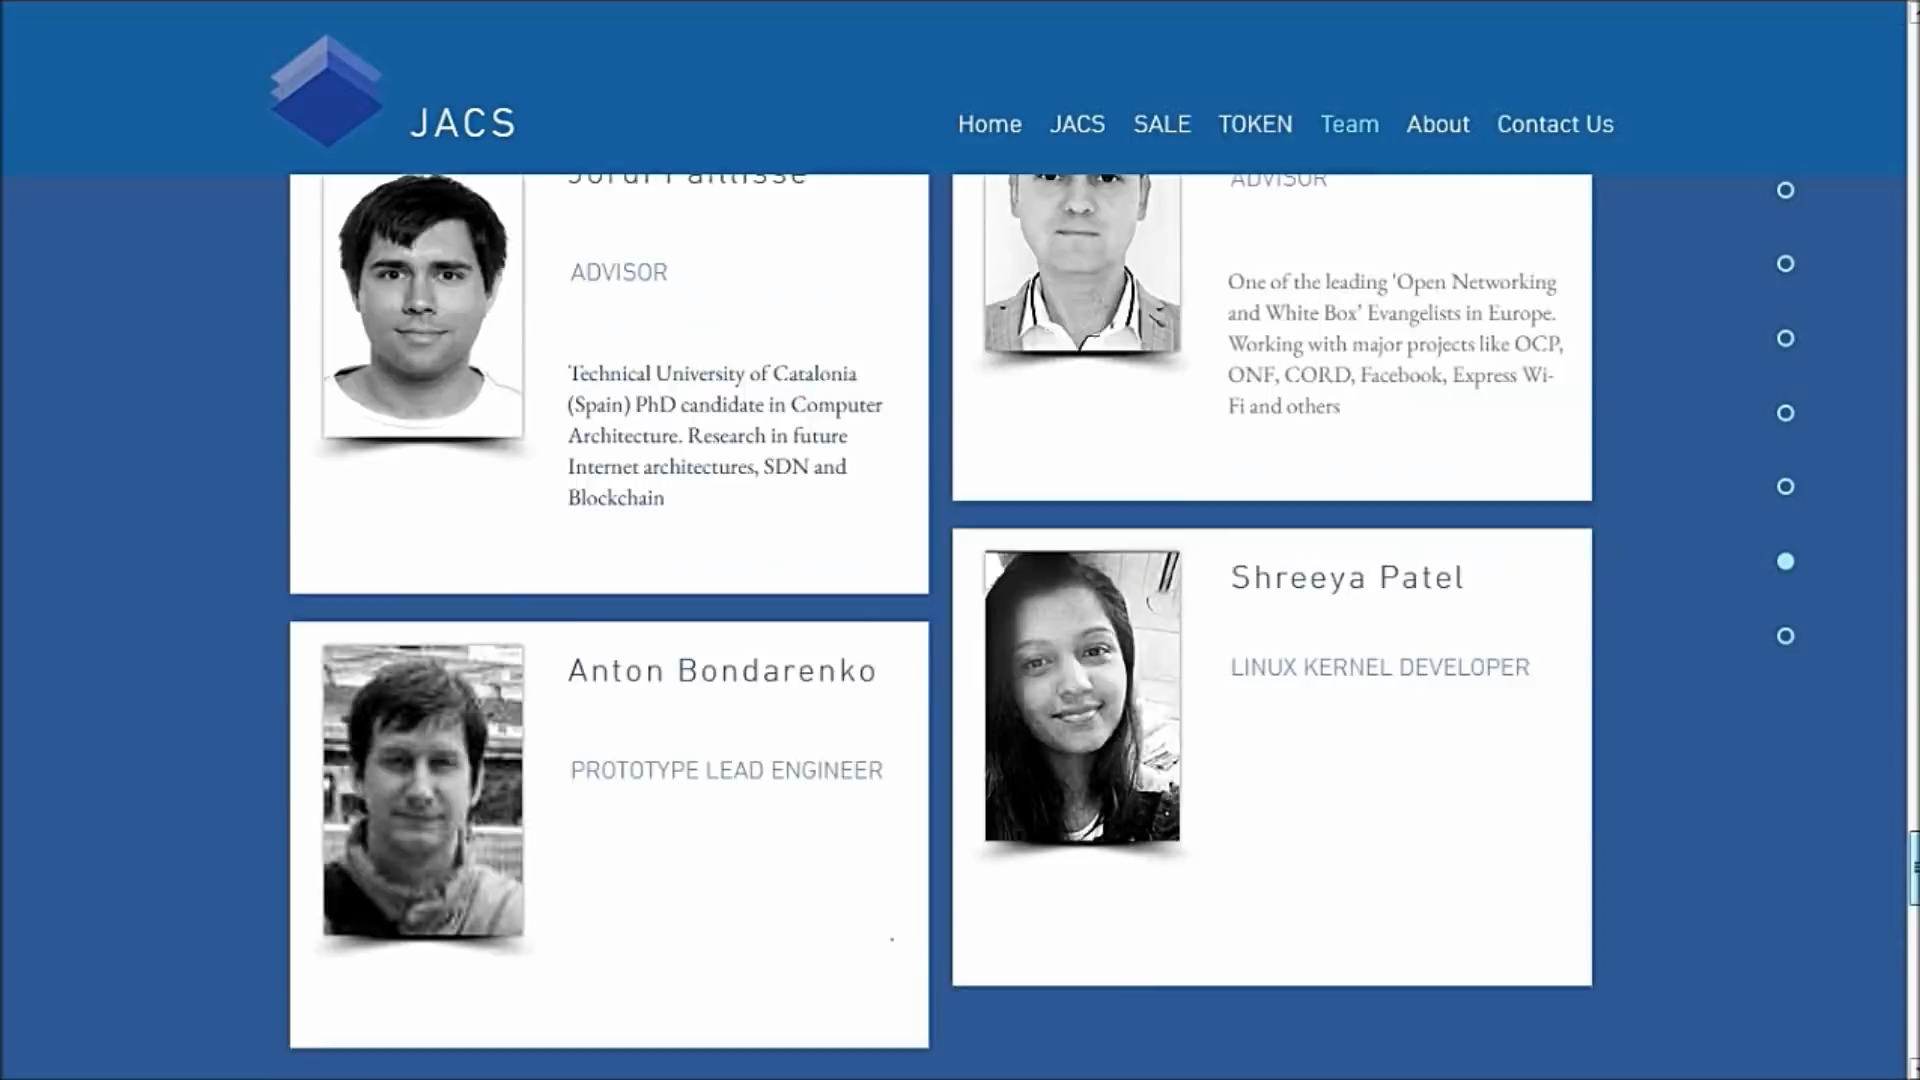 JACS
Home JACS SALE TOKEN Team About Contact Us
Jordi Paillisse
ADVISOR
Technical University of Catalonia
(Spain) PhD candidate in Computer
Architecture. Research in future
Internet architectures, SDN and
Blockchain
ADVISOR
One of the leading 'Open Networking
and White Box' Evangelists in Europe.
Working with major projects like OCP,
ONF, CORD, Facebook, Express Wi-
Fi and others
Anton Bondarenko
PROTOTYPE LEAD ENGINEER
Shreeya Patel
LINUX KERNEL DEVELOPER